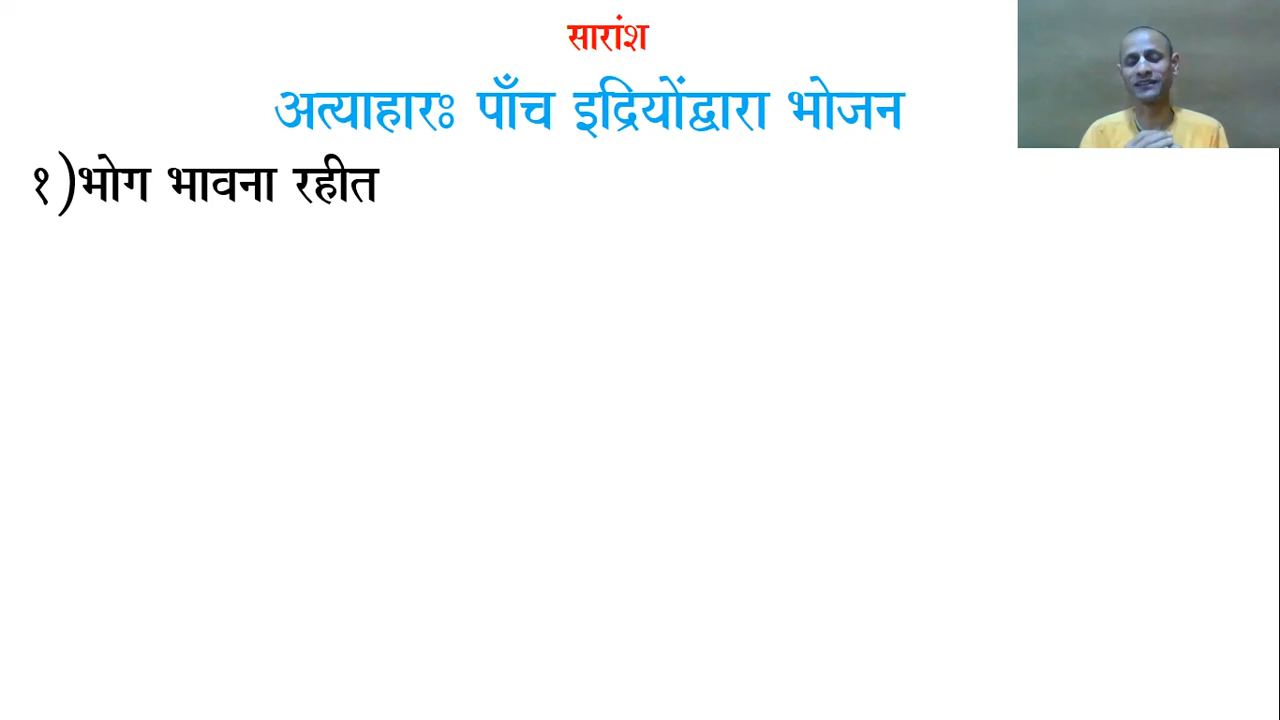 सारांश
अत्याहारः पाँच इद्रियोंद्वारा भोजन
१)भोग भावना रहीत